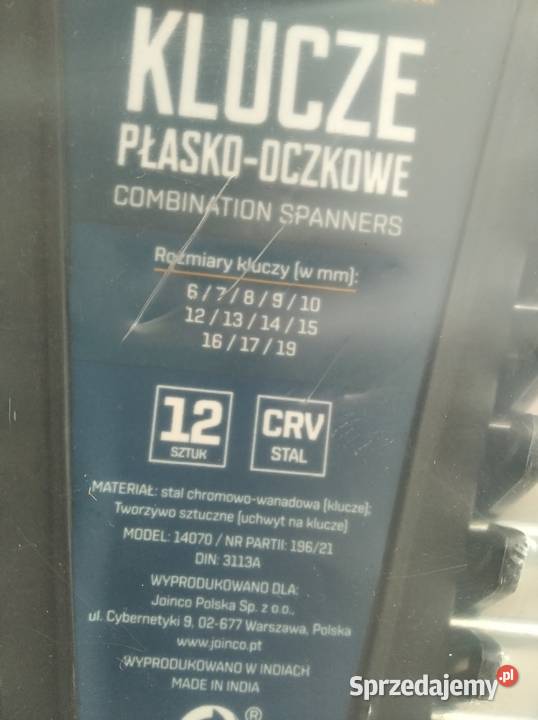 KLUCZE
PŁASKO-OCZKOWE
COMBINATION SPANNERS
Rozmiary kluczy (w mm):
6 / 7 / 8 / 9 / 10
12 / 13 / 14 / 15
16 / 17 / 19
12
SZTUK
CRV
STAL
MATERIAŁ: stal chromowo-wanadowa (klucze);
Tworzywo sztuczne (uchwyt na klucze)
MODEL: 14070 / NR PARTII: 196/21
DIN: 3113A
WYPRODUKOWANO DLA:
Joinco Polska Sp. z o.o.,
ul. Cybernetyki 9, 02-677 Warszawa, Polska
www.joinco.pt
WYPRODUKOWANO W INDIACH
MADE IN INDIA
®
Sprzedajemy.pl